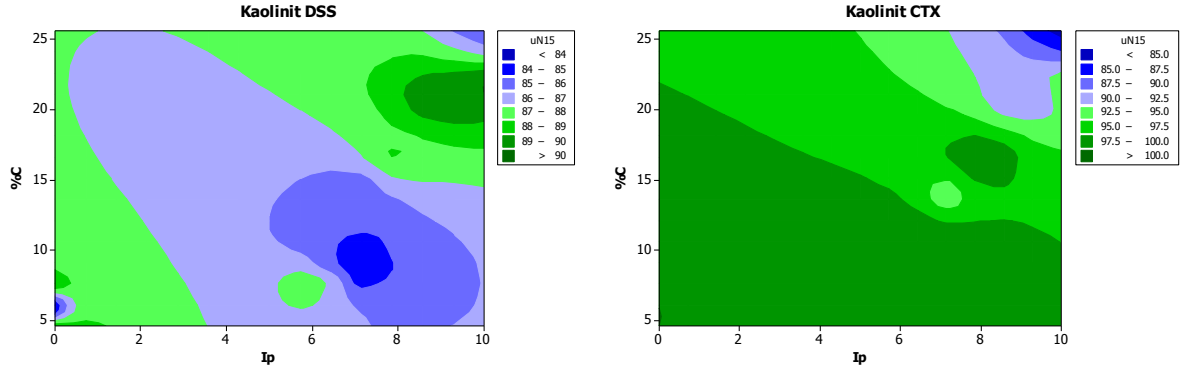 Kaolinit DSS
%C
25
20
15
10
5
0 2 4 6 8 10
Ip
uN15
< 84
84 – 85
85 – 86
86 – 87
87 – 88
88 – 89
89 – 90
> 90
Kaolinit CTX
%C
25
20
15
10
5
0 2 4 6 8 10
Ip
uN15
< 85.0
85.0 – 87.5
87.5 – 90.0
90.0 – 92.5
92.5 – 95.0
95.0 – 97.5
97.5 – 100.0
> 100.0